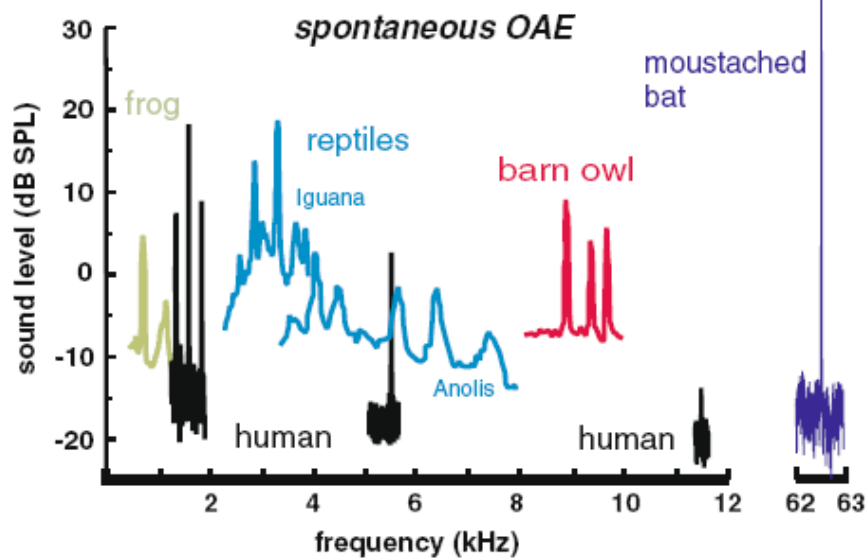 spontaneous OAE
30
20
10
0
-10
-20
sound level (dB SPL)
frog
reptiles
Iguana
Anolis
barn owl
moustached
bat
human
human
2
4
6
8
10
12
62
63
frequency (kHz)